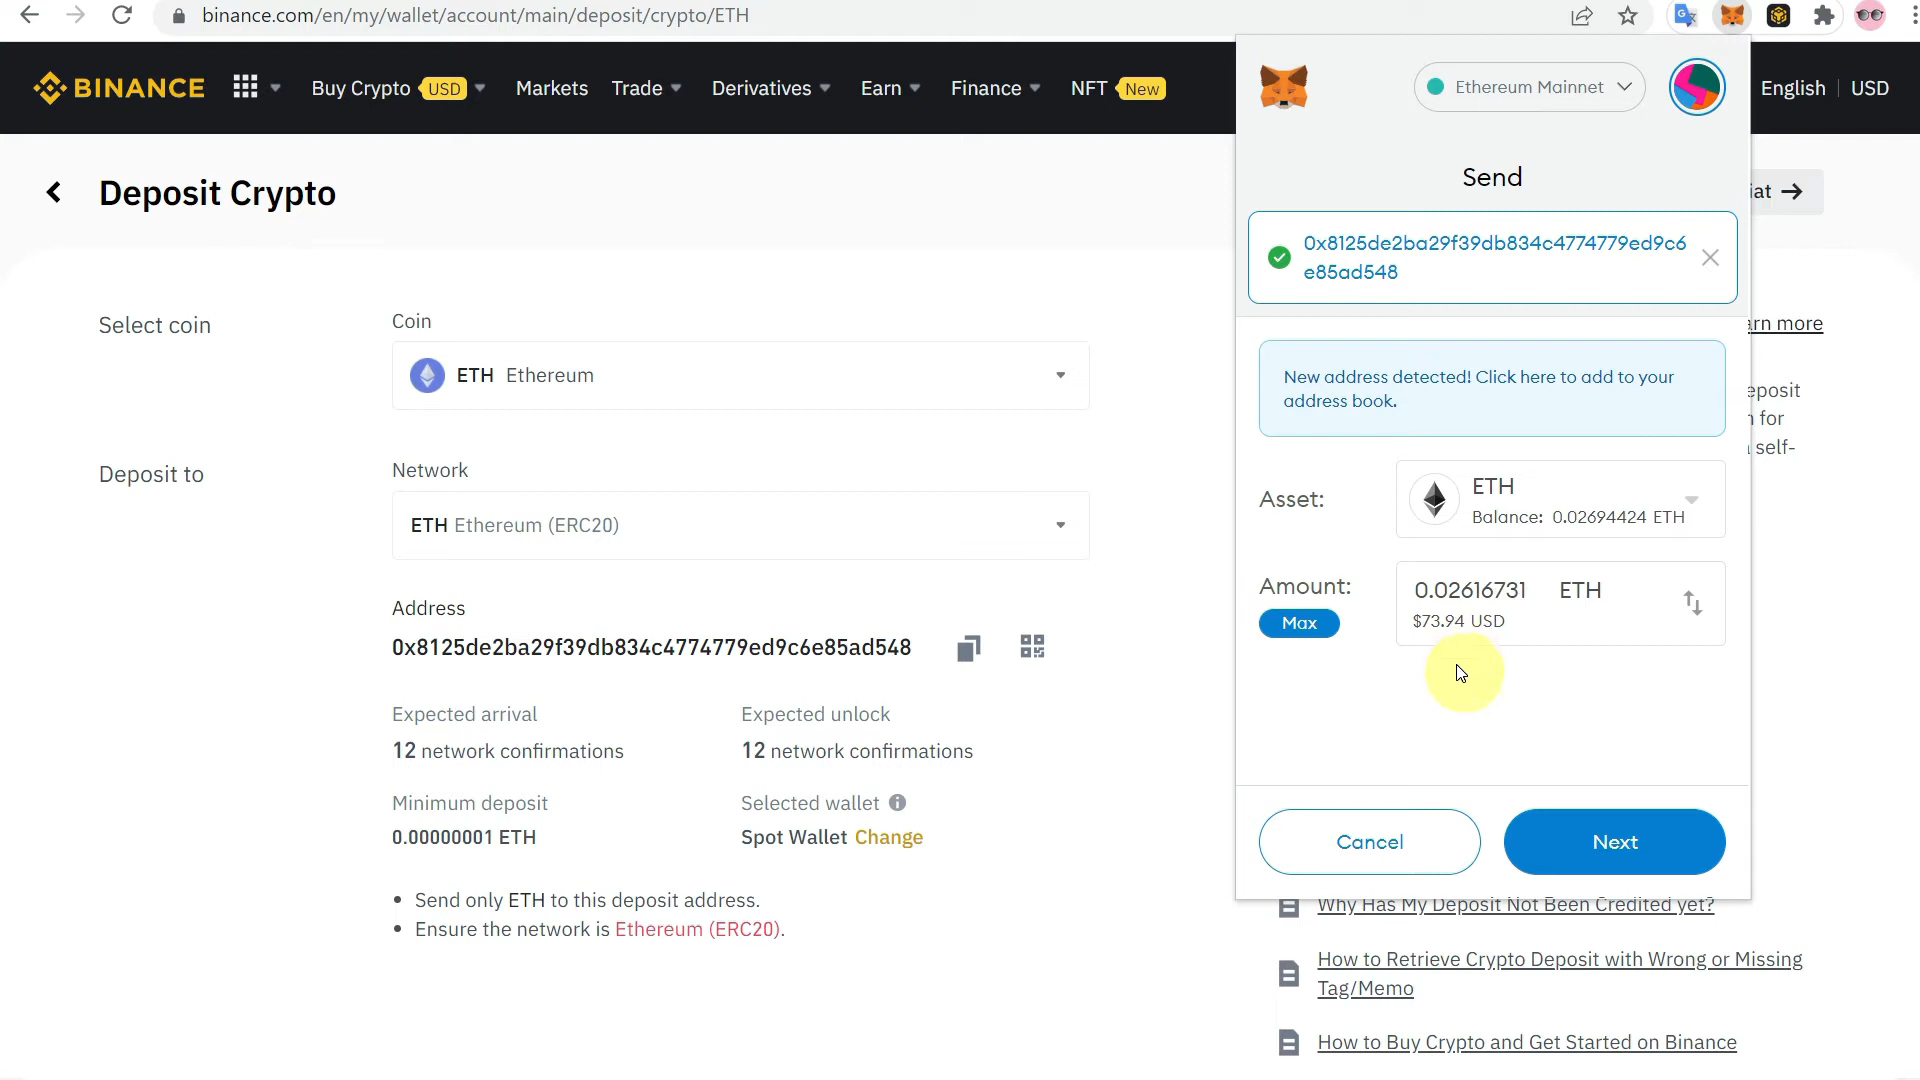 binance.com/en/my/wallet/account/main/deposit/crypto/ETH
BINANCE
Buy Crypto USD
Markets
Trade
Derivatives
Earn
Finance
NFT New
English
USD
Deposit Crypto
Select coin
Coin
ETH Ethereum
Deposit to
Network
ETH Ethereum (ERC20)
Address
0x8125de2ba29f39db834c4774779ed9c6e85ad548
Expected arrival
12 network confirmations
Expected unlock
12 network confirmations
Minimum deposit
0.00000001 ETH
Selected wallet
Spot Wallet Change
Send only ETH to this deposit address.
Ensure the network is Ethereum (ERC20).
Ethereum Mainnet
Send
0x8125de2ba29f39db834c4774779ed9c6
e85ad548
New address detected! Click here to add to your
address book.
Asset:
ETH
Balance: 0.02694424 ETH
Amount:
Max
0.02616731 ETH
$73.94 USD
Cancel
Next
iat
arn more
eposit
for
self-
Why Has My Deposit Not Been Credited yet?
How to Retrieve Crypto Deposit with Wrong or Missing
Tag/Memo
How to Buy Crypto and Get Started on Binance